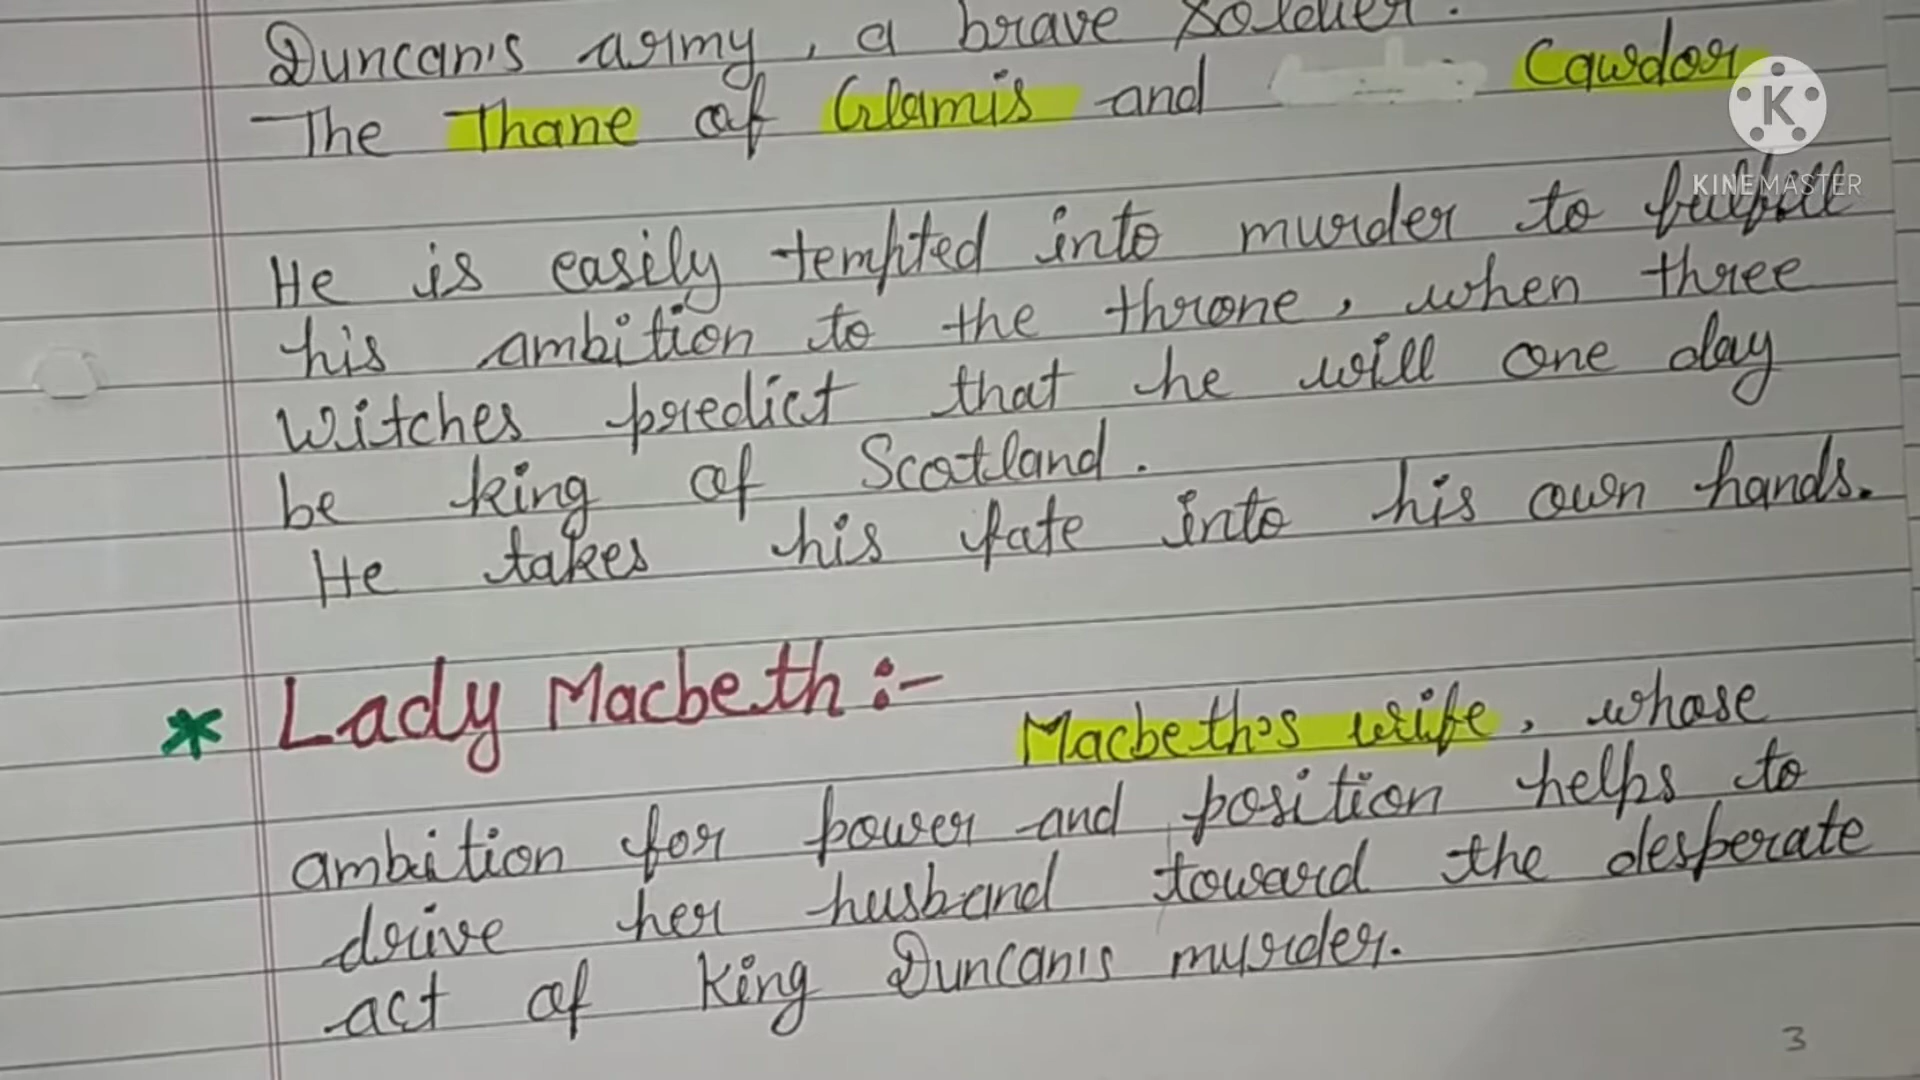 Duncan's army, a brave soldier.
The Thane of Glamis and Cawdor
He is easily tempted into murder to fulfill
his ambition to the throne, when three
witches predict that he will one day
be king of Scotland.
He takes his fate into his own hands.
* Lady Macbeth :-
Macbeth's wife, whose
ambition for power and position helps to
drive her husband toward the desperate
act of King Duncan's murder.
3
K
KINEMASTER